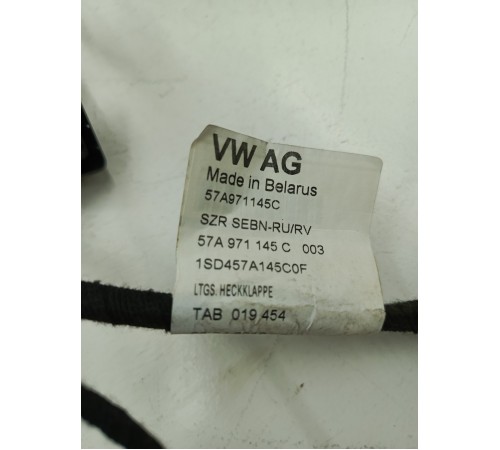 VW AG
Made in Belarus
57A971145C
SZR SEBN-RU/RV
57A 971 145 C 003
1SD457A145C0F
LTGS. HECKKLAPPE
TAB 019 454